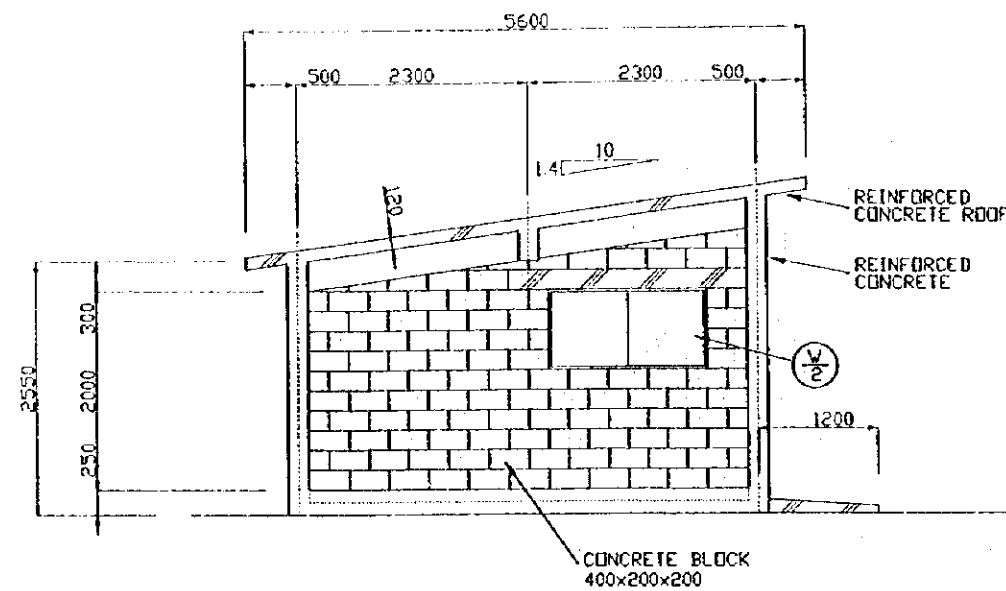 5600
500 2300 2300 500
10
1.4
120
REINFORCED
CONCRETE ROOF
REINFORCED
CONCRETE
300
2550
2000
W
2
1200
250
CONCRETE BLOCK
400x200x200